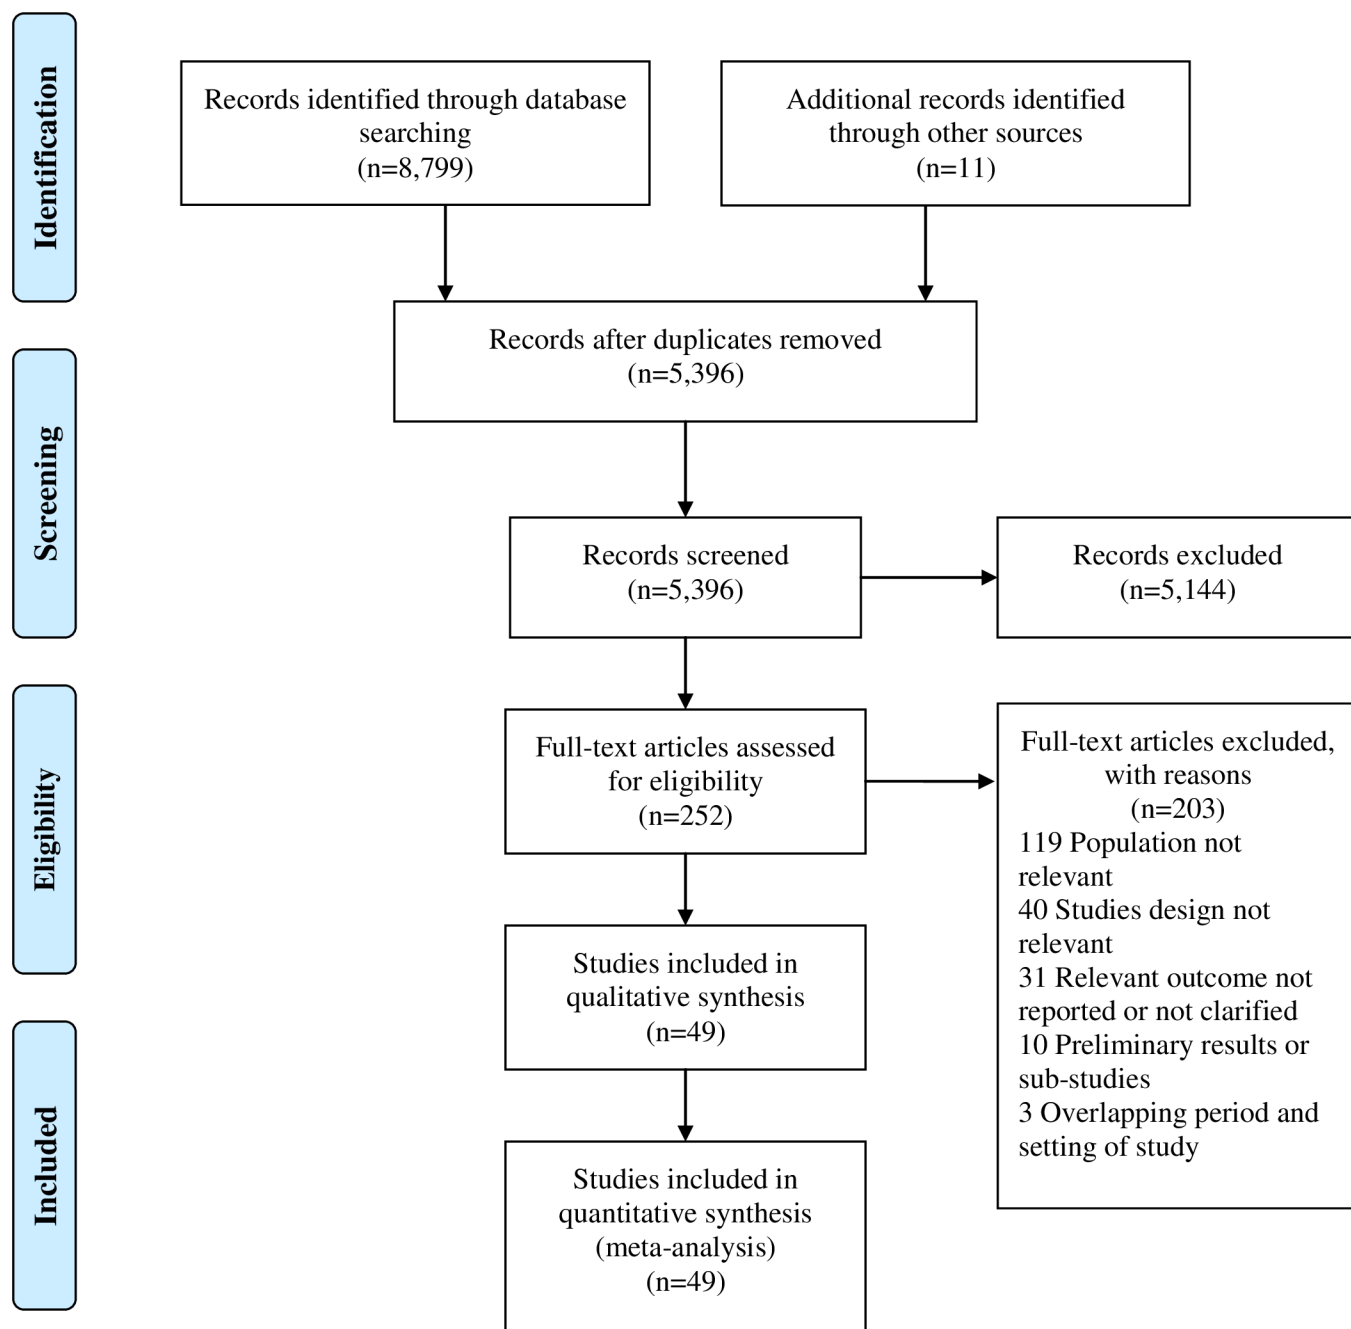 Identification
Records identified through database
searching
(n=8,799)
Additional records identified
through other sources
(n=11)
Records after duplicates removed
(n=5,396)
Screening
Records screened
(n=5,396)
Records excluded
(n=5,144)
Eligibility
Full-text articles assessed
for eligibility
(n=252)
Full-text articles excluded,
with reasons
(n=203)
119 Population not
relevant
40 Studies design not
relevant
31 Relevant outcome not
reported or not clarified
10 Preliminary results or
sub-studies
3 Overlapping period and
setting of study
Studies included in
qualitative synthesis
(n=49)
Included
Studies included in
quantitative synthesis
(meta-analysis)
(n=49)